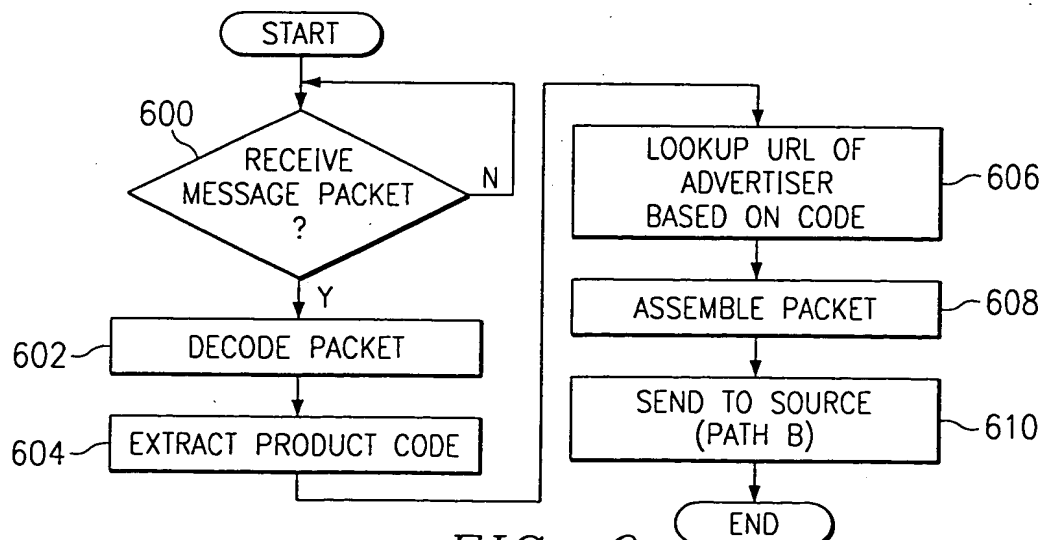 START
600
RECEIVE
MESSAGE PACKET
?
N
Y
602
DECODE PACKET
604
EXTRACT PRODUCT CODE
LOOKUP URL OF
ADVERTISER
BASED ON CODE
606
ASSEMBLE PACKET
608
SEND TO SOURCE
(PATH B)
610
END